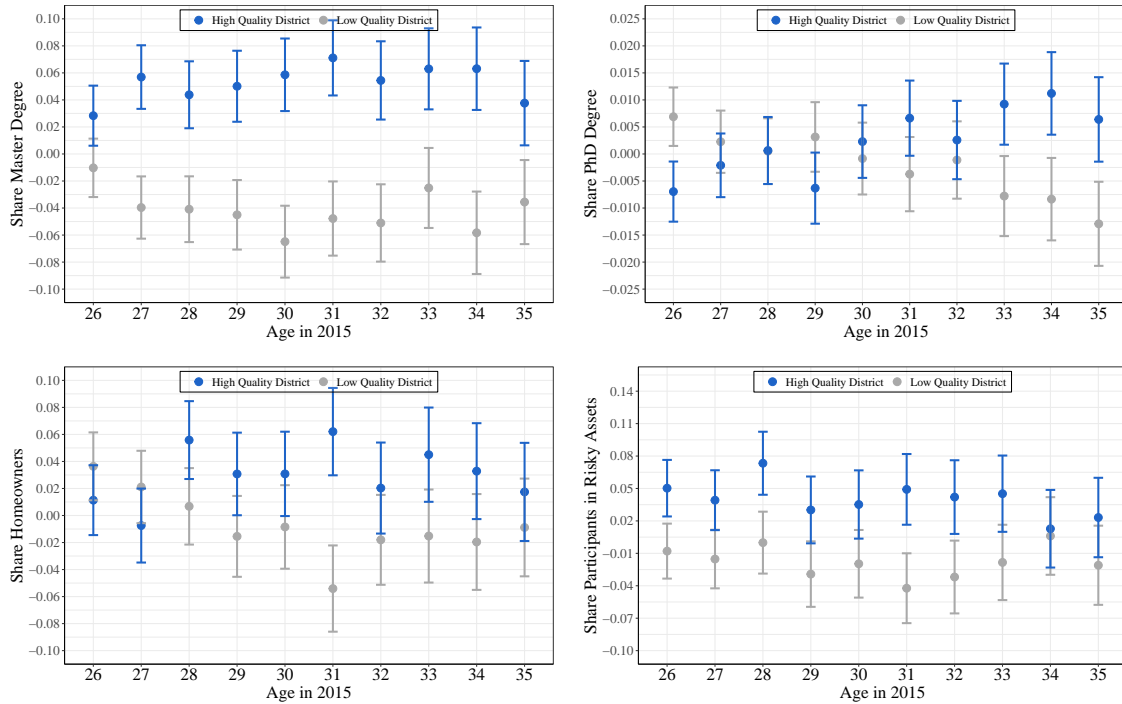 High Quality District Low Quality District
Share Master Degree
0.10
0.08
0.06
0.04
0.02
0.00
−0.02
−0.04
−0.06
−0.08
−0.10
26 27 28 29 30 31 32 33 34 35
Age in 2015
High Quality District Low Quality District
Share PhD Degree
0.025
0.020
0.015
0.010
0.005
0.000
−0.005
−0.010
−0.015
−0.020
−0.025
26 27 28 29 30 31 32 33 34 35
Age in 2015
High Quality District Low Quality District
Share Homeowners
0.10
0.08
0.06
0.04
0.02
0.00
−0.02
−0.04
−0.06
−0.08
−0.10
26 27 28 29 30 31 32 33 34 35
Age in 2015
High Quality District Low Quality District
Share Participants in Risky Assets
0.14
0.11
0.08
0.05
0.02
−0.01
−0.04
−0.07
−0.10
26 27 28 29 30 31 32 33 34 35
Age in 2015